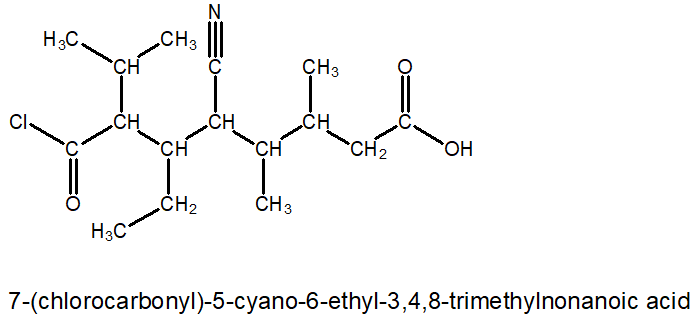 N
H3C CH3 CH3 O
CH C
Cl CH CH CH C
C CH CH CH2 OH
O CH2 CH3
H3C
7-(chlorocarbonyl)-5-cyano-6-ethyl-3,4,8-trimethylnonanoic acid